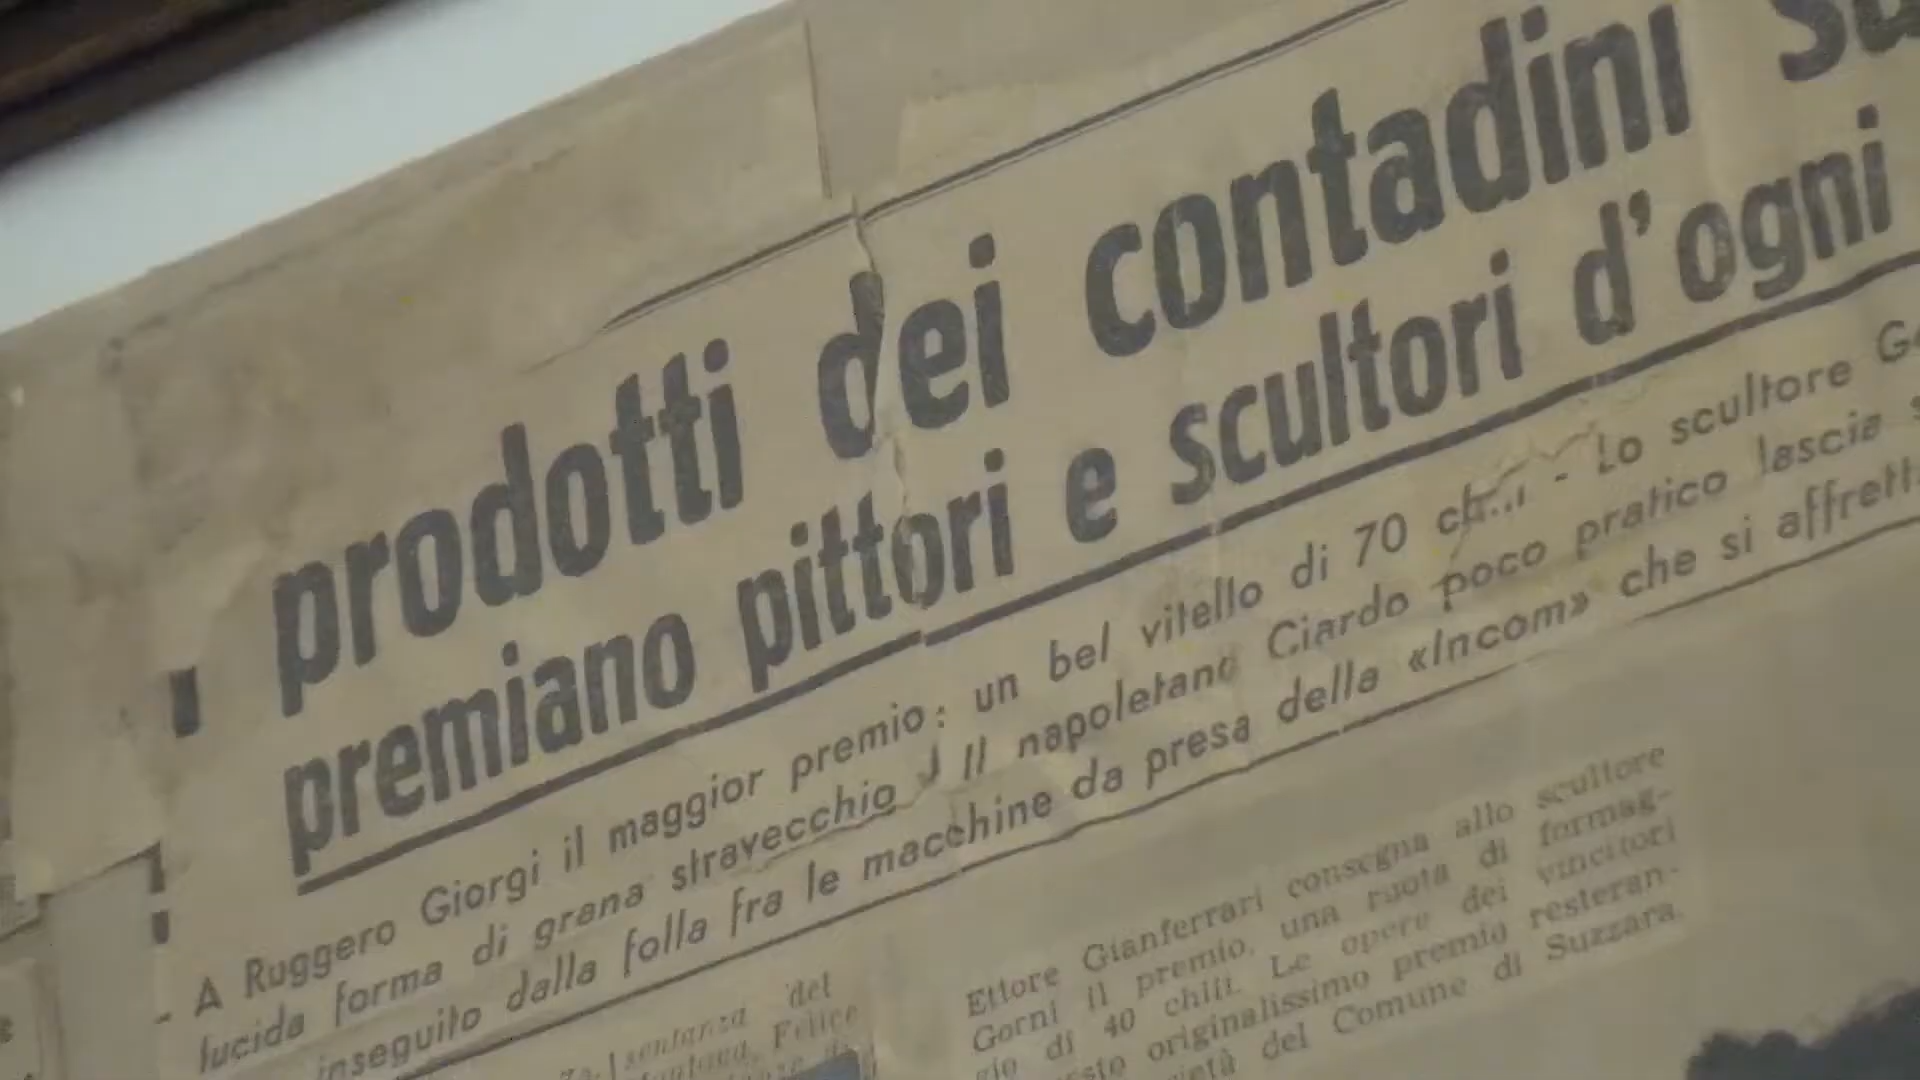 prodotti dei contadini
premiano pittori e scultori d'ogni
- A Ruggero Giorgi il maggior premio: un bel vitello di 70 - Lo scultore
lucida forma di grana stravecchio Il napoletano Ciardo poco pratico lascia
inseguito dalla folla fra le macchine da presa della «Incom» che si
Ettore Gianferrari consegna allo scultore
Gorni il premio, una ruota di formag-
gio di 40 chili. Le opere dei vincitori
originalissimo premio resteran-
del Comune di Suzzara.
del
Felice